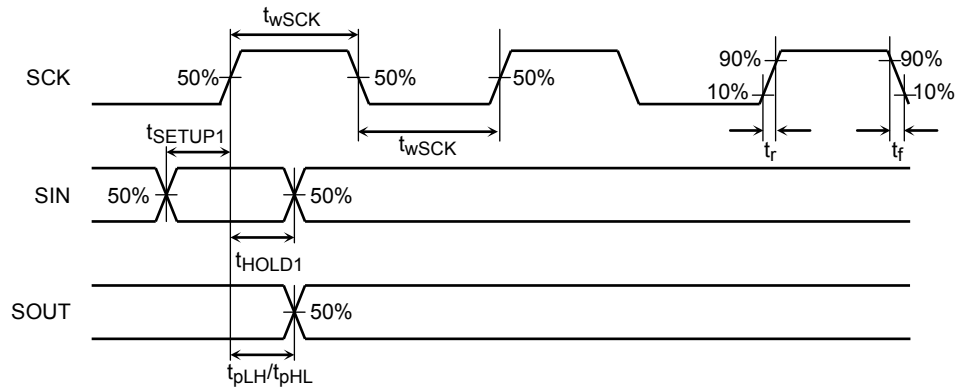 twSCK
SCK
50%
50%
50%
90%
90%
10%
10%
tSETUP1
twSCK
tr
tf
SIN
50%
50%
tHOLD1
SOUT
50%
tpLH/tpHL